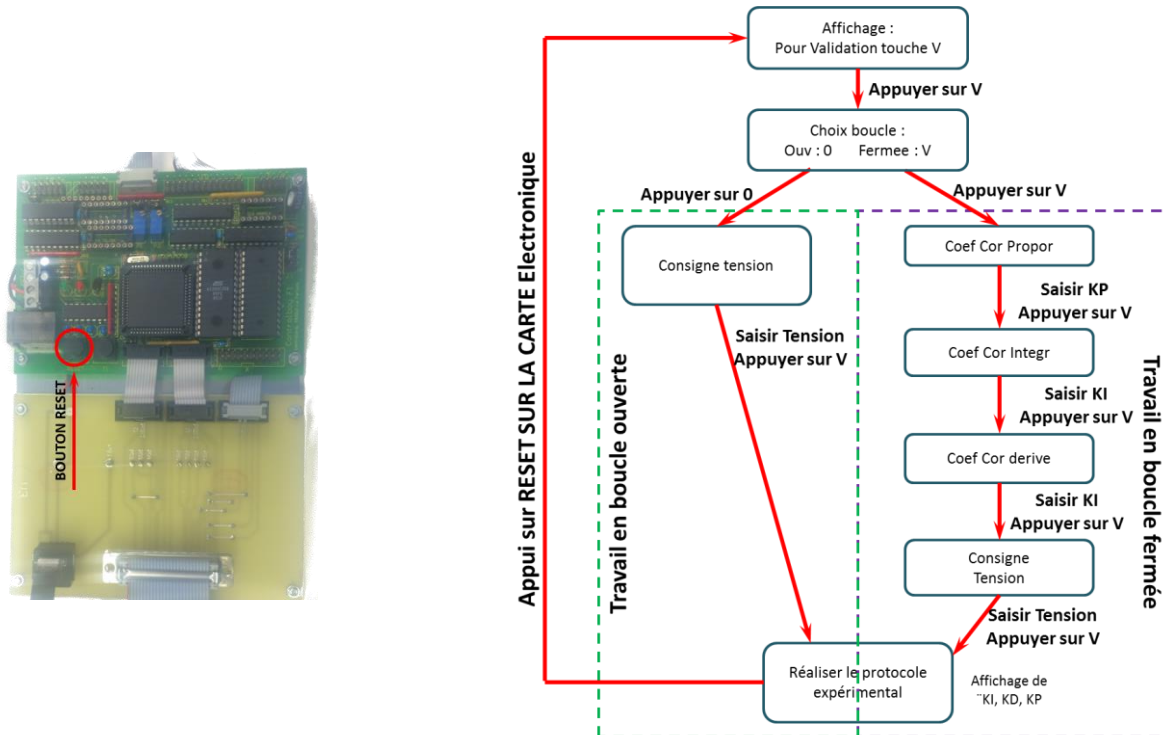 BOUTON RESET
Appui sur RESET SUR LA CARTE Electronique
Affichage :
Pour Validation touche V
Appuyer sur V
Choix boucle :
Ouv : 0 Fermee : V
Appuyer sur 0
Appuyer sur V
Travail en boucle ouverte
Consigne tension
Saisir Tension
Appuyer sur V
Coef Cor Propor
Saisir KP
Appuyer sur V
Coef Cor Integr
Saisir KI
Appuyer sur V
Coef Cor derive
Saisir KI
Appuyer sur V
Consigne
Tension
Saisir Tension
Appuyer sur V
Travail en boucle fermée
Réaliser le protocole
expérimental
Affichage de
¨KI, KD, KP